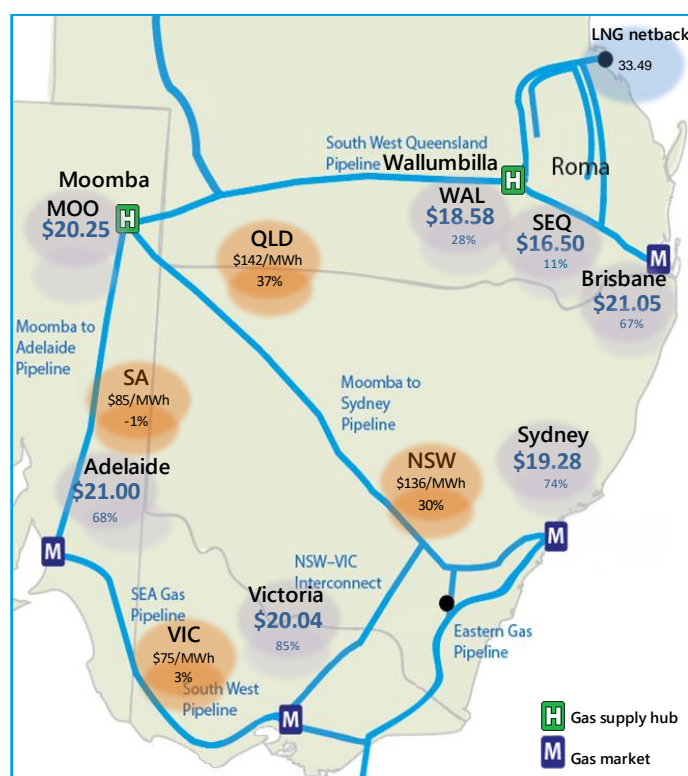 LNG netback
33.49
South West Queensland
Pipeline
Wallumbilla
Roma
Moomba
MOO
$20.25
WAL
$18.58
28%
SEQ
$16.50
11%
QLD
$142/MWh
37%
Brisbane
$21.05
67%
Moomba to
Adelaide
Pipeline
SA
$85/MWh
-1%
Moomba to
Sydney
Pipeline
Adelaide
$21.00
68%
NSW
$136/MWh
30%
Sydney
$19.28
74%
NSW–VIC
Interconnect
SEA Gas
Pipeline
Victoria
$20.04
85%
VIC
$75/MWh
3%
South West
Pipeline
Eastern Gas
Pipeline
H
H
M
M
M
M
H Gas supply hub
M Gas market